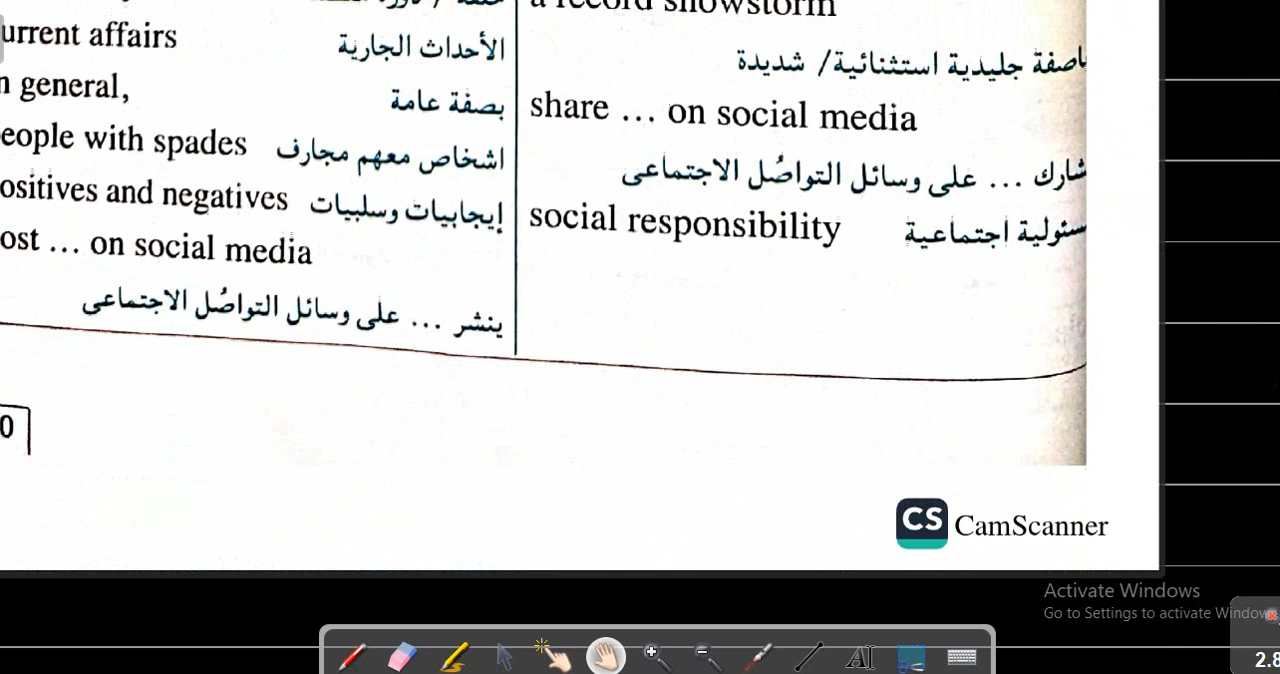 urrent affairs الأحداث الجارية
n general, بصفة عامة
eople with spades اشخاص معهم مجارف
ositives and negatives إيجابيات وسلبيات
ost ... on social media
ينشر ... على وسائل التواصُل الاجتماعى
a record snowstorm
اصفة جليدية استثنائية/ شديدة
share ... on social media
شارك ... على وسائل التواصُل الاجتماعى
social responsibility سئولية اجتماعية
0
CS CamScanner
Activate Windows
Go to Settings to activate Windows
AI
2.8